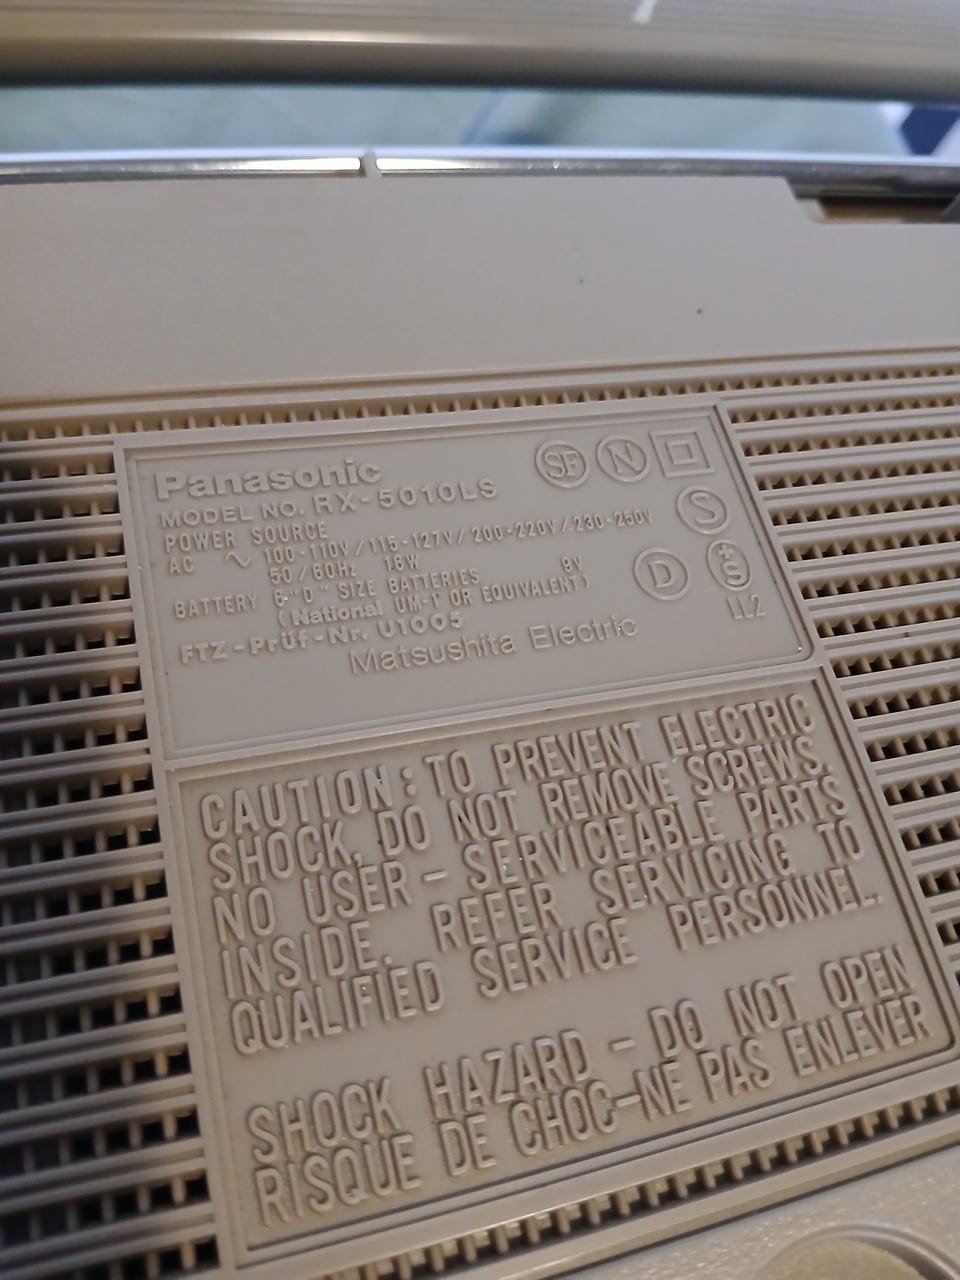 Panasonic
MODEL NO. RX-5010LS
POWER SOURCE
AC ~ 100-110V/115-127V/200-220V/230-250V
50/60Hz 16W
BATTERY 6-"D" SIZE BATTERIES 9V
(National UM-1 OR EQUIVALENT)
FTZ-Prüf-Nr. U1005
Matsushita Electric
SF N
S
D +S
LL2
CAUTION: TO PREVENT ELECTRIC
SHOCK, DO NOT REMOVE SCREWS.
NO USER-SERVICEABLE PARTS
INSIDE. REFER SERVICING TO
QUALIFIED SERVICE PERSONNEL.
SHOCK HAZARD - DO NOT OPEN
RISQUE DE CHOC-NE PAS ENLEVER